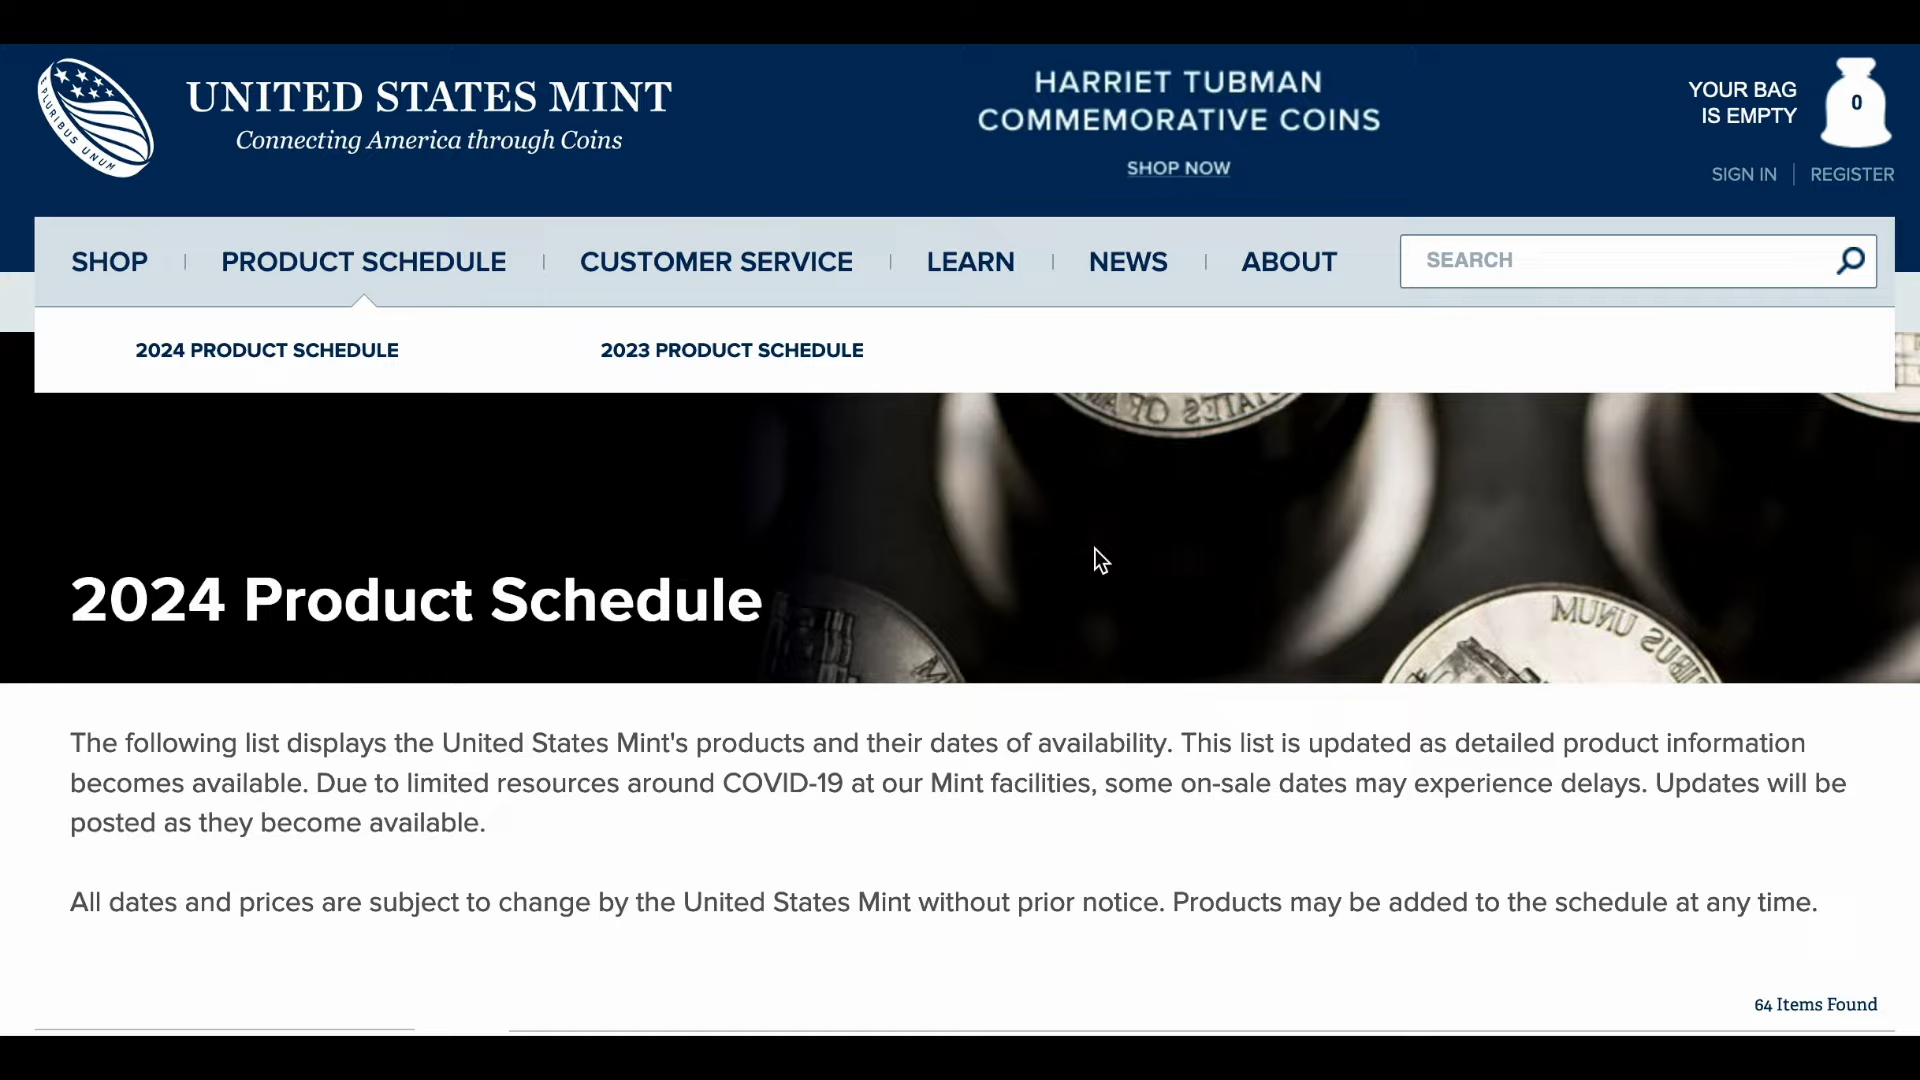 UNITED STATES MINT
Connecting America through Coins
E PLURIBUS UNUM
HARRIET TUBMAN
COMMEMORATIVE COINS
SHOP NOW
YOUR BAG
IS EMPTY
0
SIGN IN
REGISTER
SHOP
PRODUCT SCHEDULE
CUSTOMER SERVICE
LEARN
NEWS
ABOUT
SEARCH
2024 PRODUCT SCHEDULE
2023 PRODUCT SCHEDULE
2024 Product Schedule
The following list displays the United States Mint's products and their dates of availability. This list is updated as detailed product information
becomes available. Due to limited resources around COVID-19 at our Mint facilities, some on-sale dates may experience delays. Updates will be
posted as they become available.
All dates and prices are subject to change by the United States Mint without prior notice. Products may be added to the schedule at any time.
64 Items Found